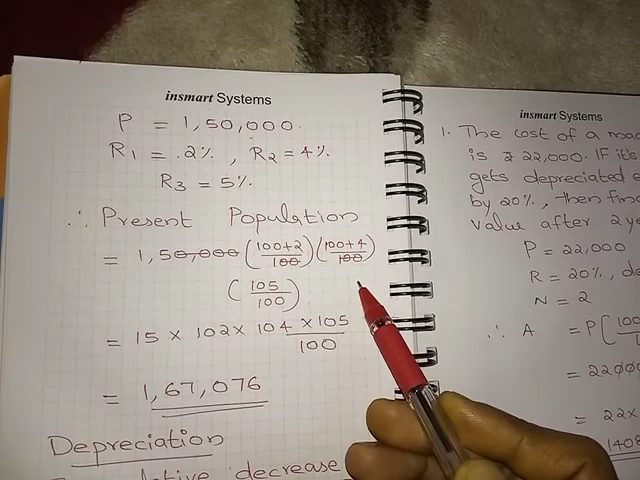 insmart Systems
P = 1,50,000.
R1 = 2%, R2 = 4%
R3 = 5%.
∴ Present Population
= 1,50,000 (100+2/100)(100+4/100)
(105/100)
= 15 × 102 × 104 × 105/100
= 1,67,076
Depreciation
decrease
insmart Systems
1. The cost of a
is ₹ 22,000. If it's
gets depreciated
by 20%, then
value after 2
P = 22,000
R = 20%,
N = 2
∴ A = P[100
= 22000
= 22×
1408